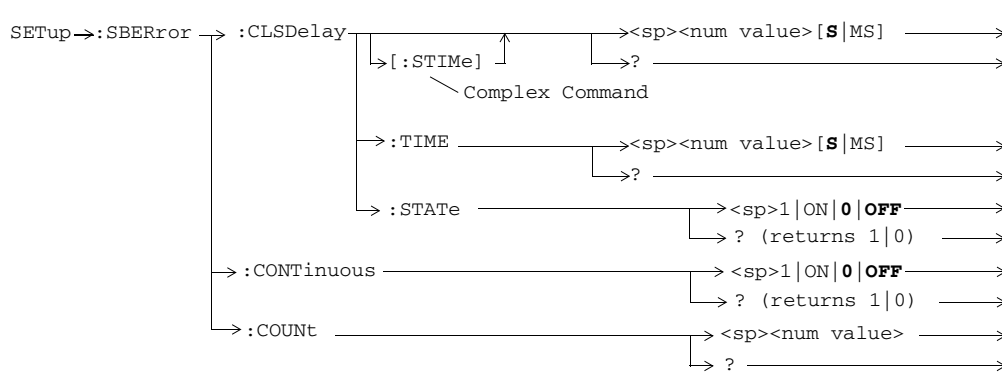 SETup :SBERror :CLSDelay <sp><num value>[S|MS]
[:STIMe] ?
Complex Command
:TIME <sp><num value>[S|MS]
?
:STATe <sp>1|ON|0|OFF
? (returns 1|0)
:CONTinuous <sp>1|ON|0|OFF
? (returns 1|0)
:COUNt <sp><num value>
?